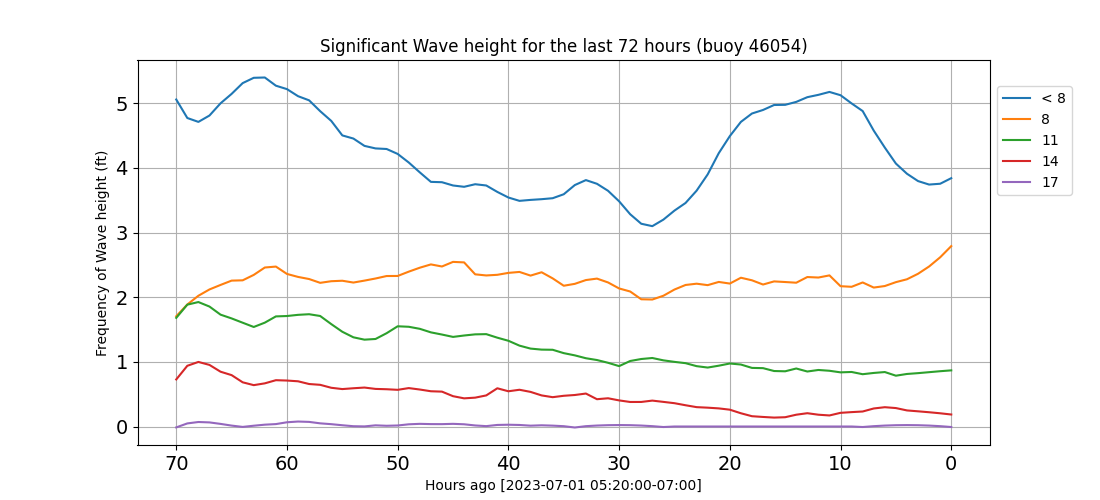 Significant Wave height for the last 72 hours (buoy 46054)
Frequency of Wave height (ft)
5
4
3
2
1
0
70 60 50 40 30 20 10 0
Hours ago [2023-07-01 05:20:00-07:00]
< 8
8
11
14
17